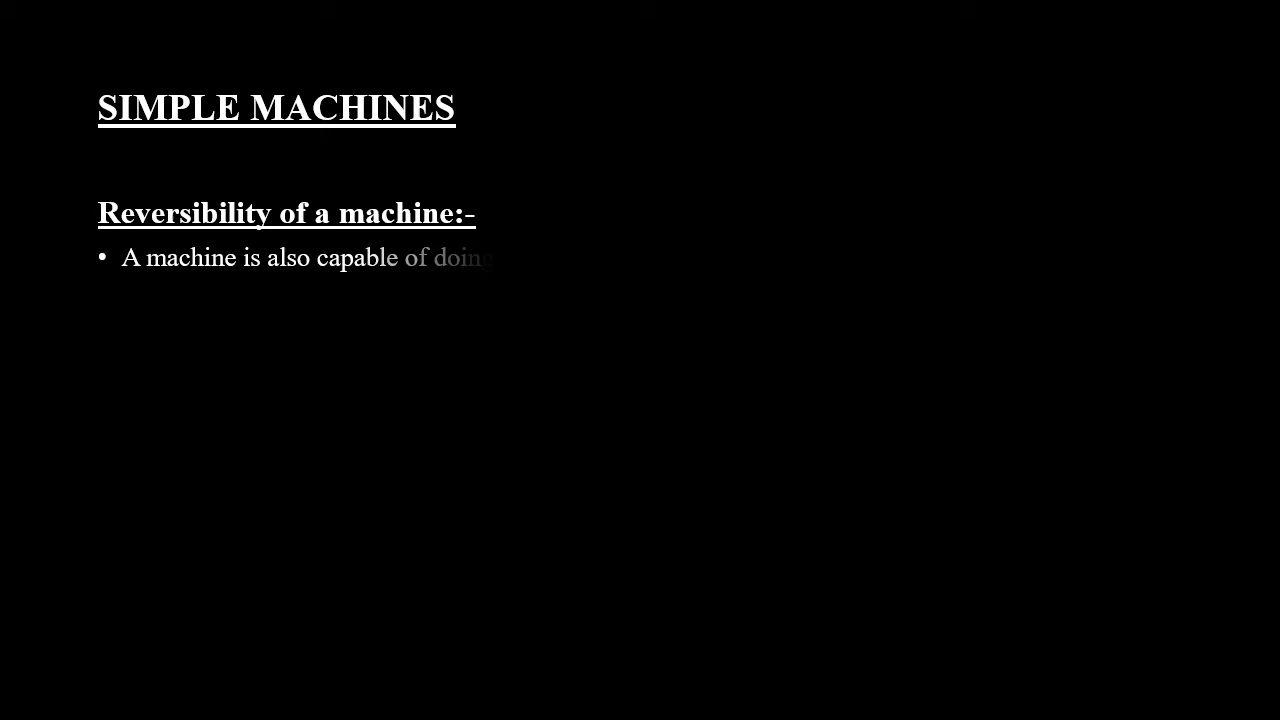 SIMPLE MACHINES
Reversibility of a machine:-
• A machine is also capable of doing